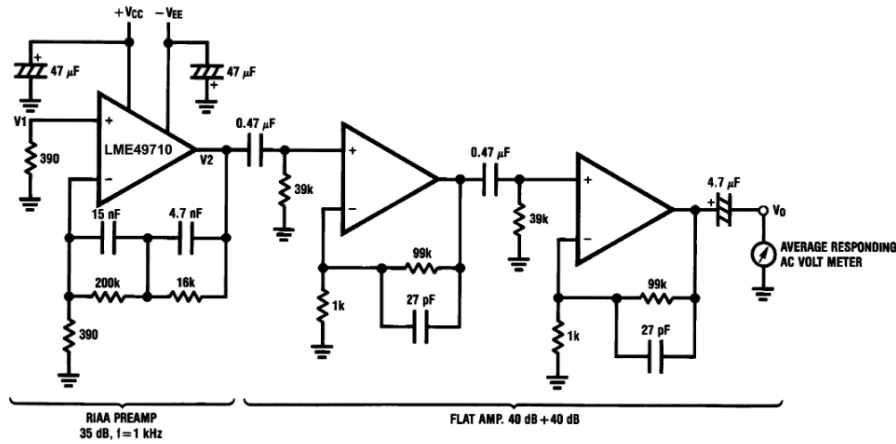 +VCC
−VEE
+
47 µF
47 µF
+
V1
+
LME49710
−
V2
390
15 nF
4.7 nF
200k
16k
390
0.47 µF
39k
+
−
99k
27 pF
1k
0.47 µF
39k
+
−
99k
27 pF
1k
4.7 µF
+
VO
AVERAGE RESPONDING
AC VOLT METER
RIAA PREAMP
35 dB, f=1 kHz
FLAT AMP. 40 dB+40 dB